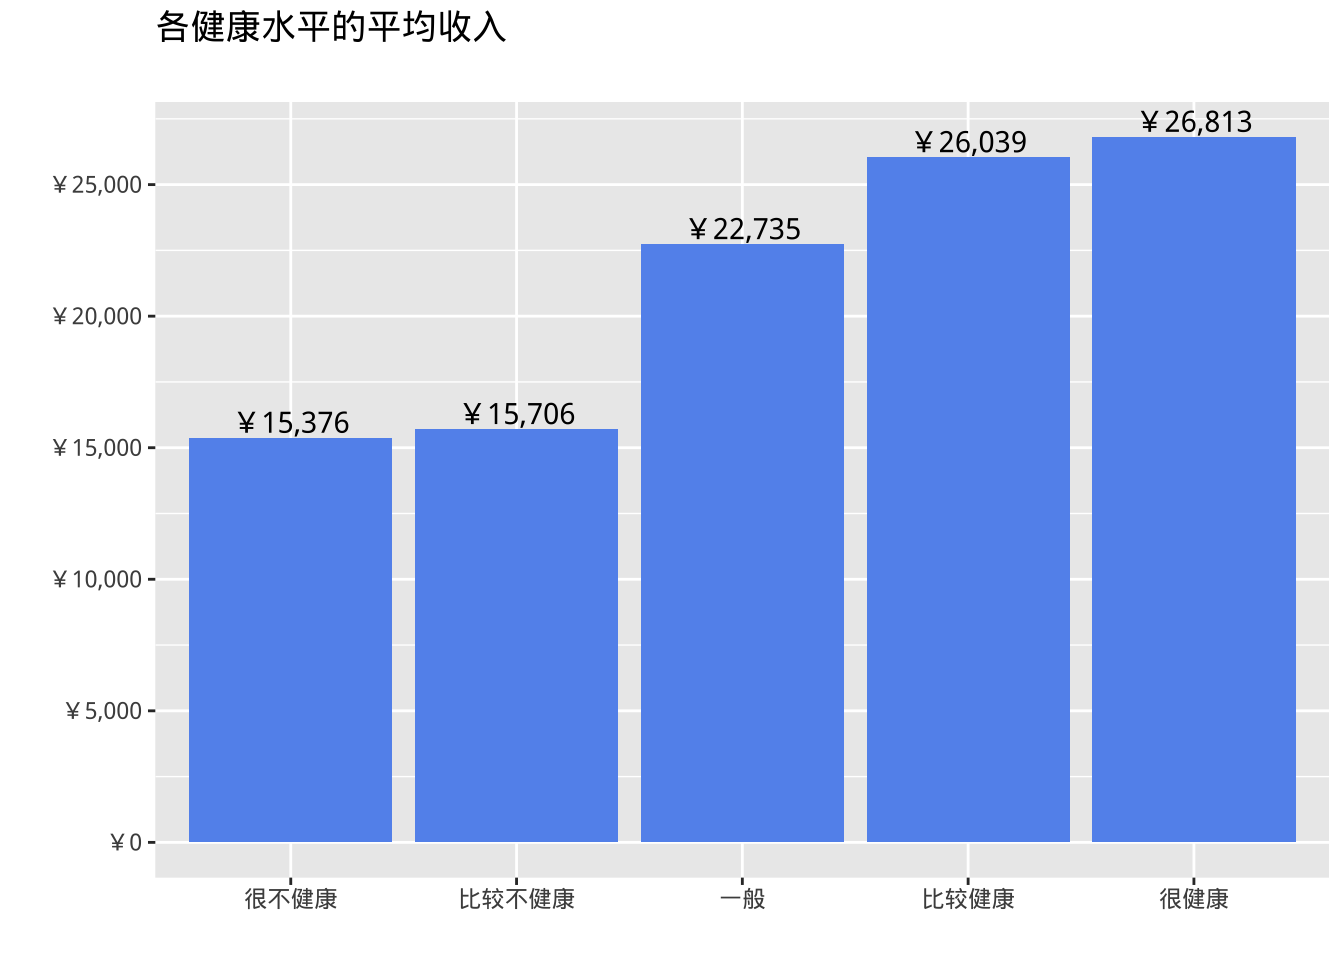 各健康水平的平均收入
¥26,813
¥26,039
¥25,000
¥22,735
¥20,000
¥15,706
¥15,376
¥15,000
¥10,000
¥5,000
¥0
很不健康
比较不健康
一般
比较健康
很健康